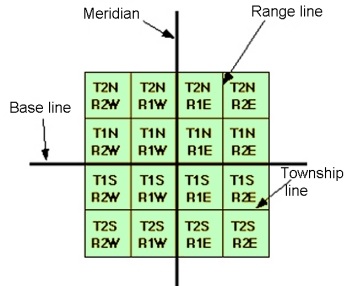 Meridian
Range line
Base line
T2N T2N T2N T2N
R2W R1W R1E R2E
T1N T1N T1N T1N
R2W R1W R1E R2E
T1S T1S T1S T1S
R2W R1W R1E R2E
Township
line
T2S T2S T2S T2S
R2W R1W R1E R2E